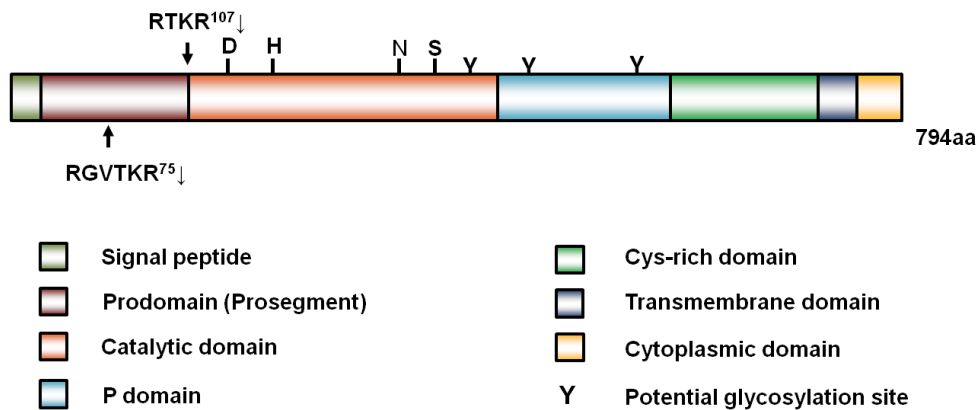 RTKR¹⁰⁷↓
D H N S Y Y Y
794aa
RGVTKR⁷⁵↓
Signal peptide
Prodomain (Prosegment)
Catalytic domain
P domain
Cys-rich domain
Transmembrane domain
Cytoplasmic domain
Y Potential glycosylation site